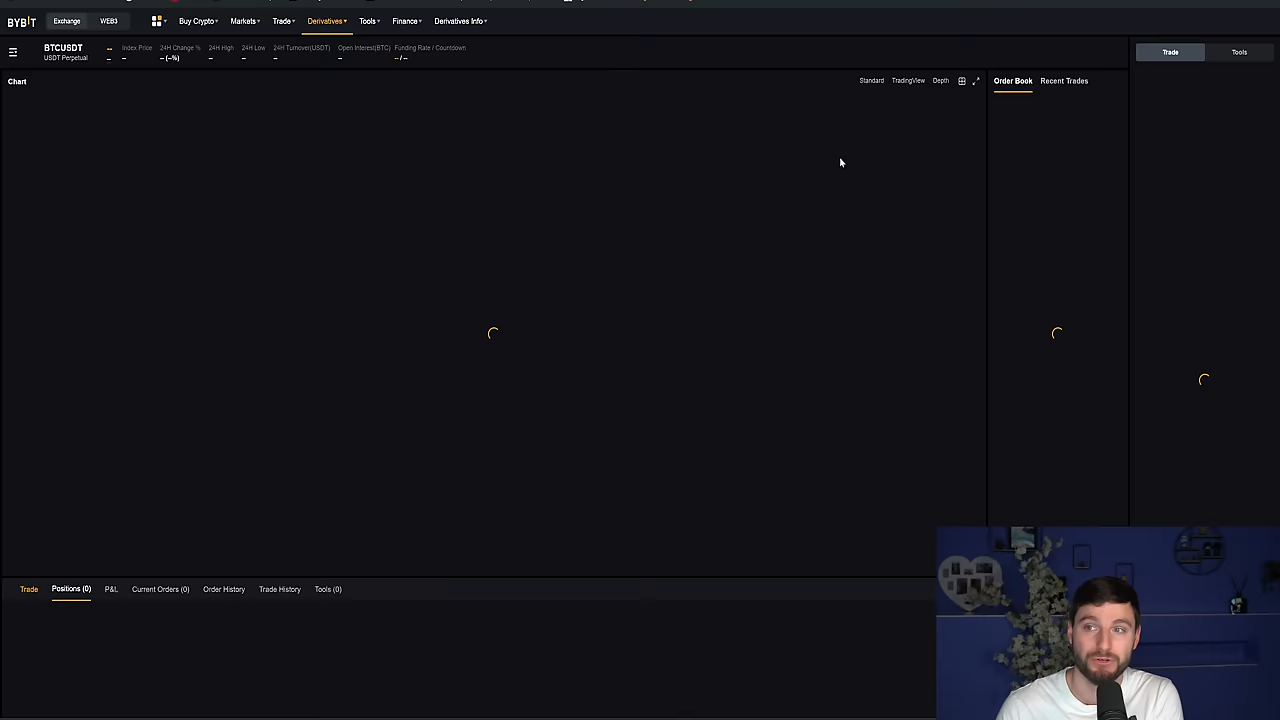 BYBIT
Exchange
WEB3
Buy Crypto
Markets
Trade
Derivatives
Tools
Finance
Derivatives Info
BTCUSDT
USDT Perpetual
--
--
Index Price
--
24H Change %
-- (--%)
24H High
--
24H Low
--
24H Turnover(USDT)
--
Open Interest(BTC)
--
Funding Rate / Countdown
-- / --
Trade
Tools
Chart
Standard
TradingView
Depth
Order Book
Recent Trades
Trade
Positions (0)
P&L
Current Orders (0)
Order History
Trade History
Tools (0)